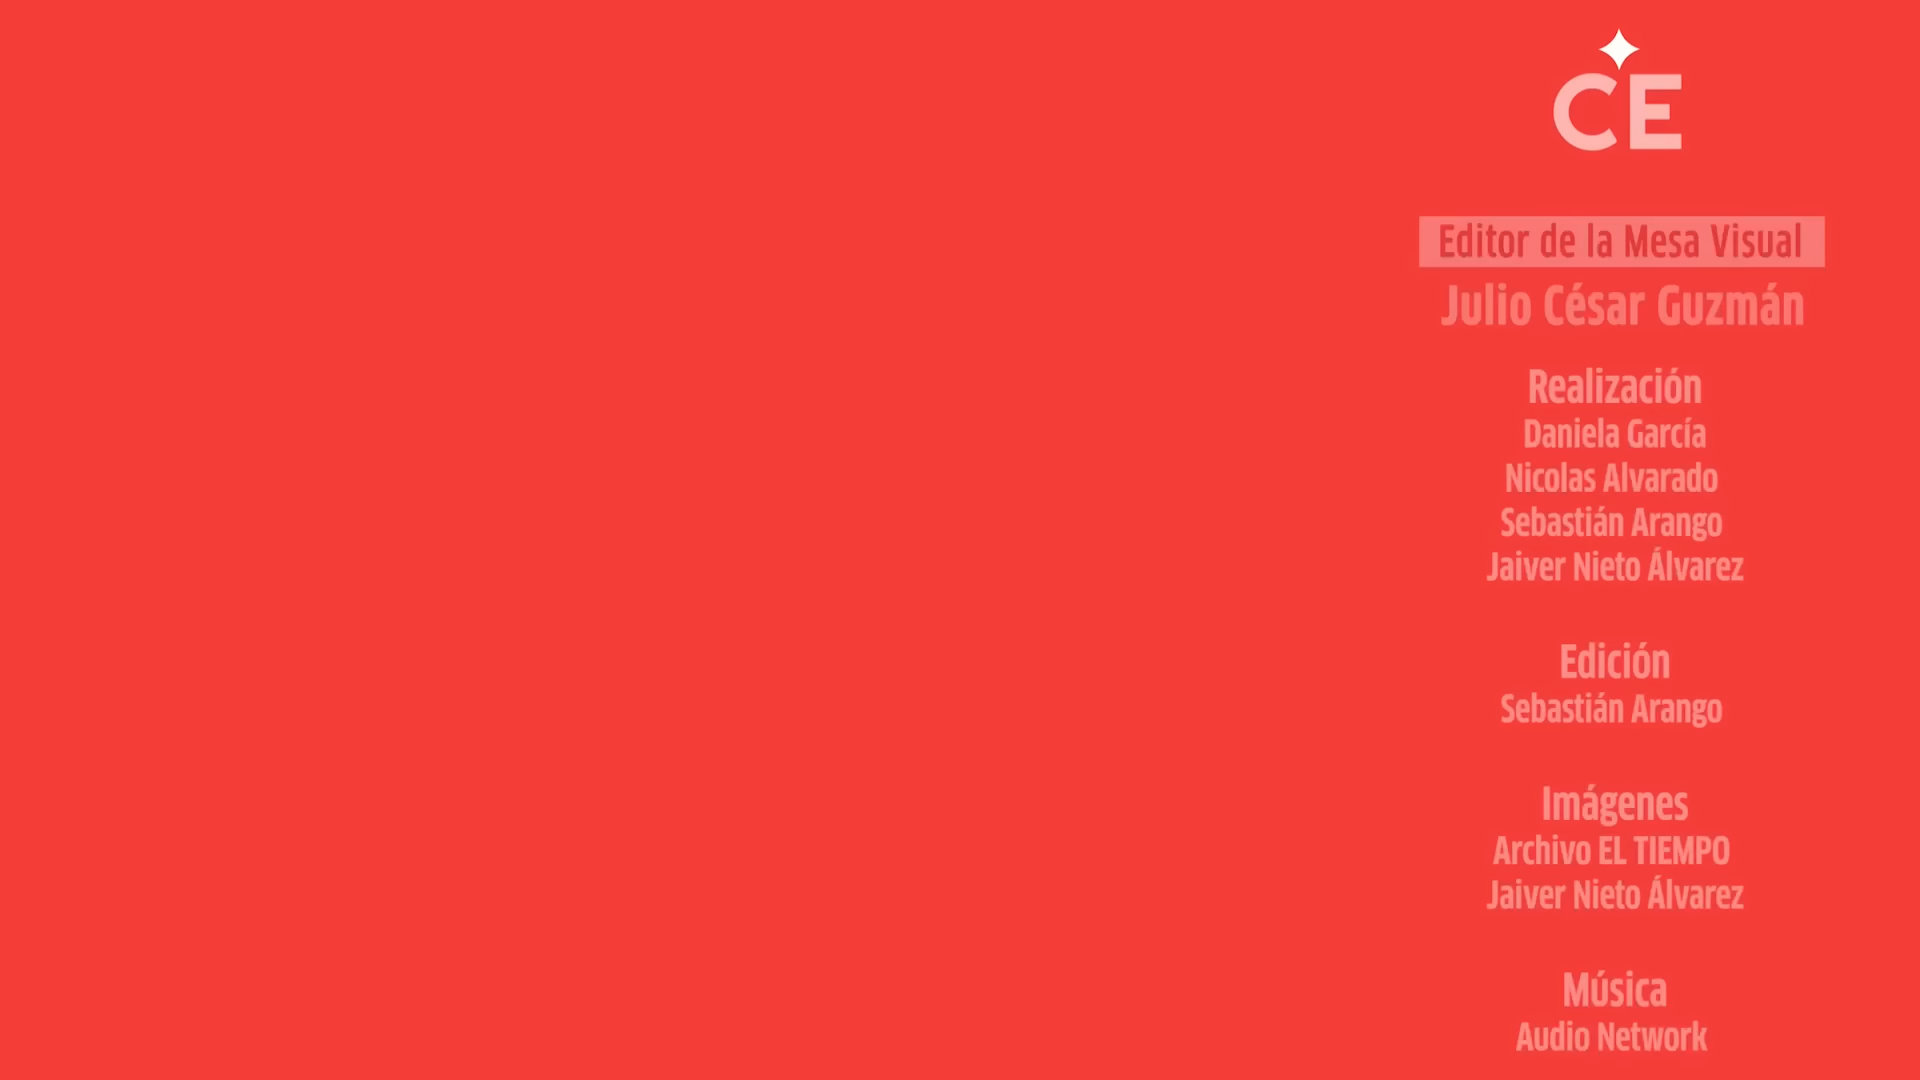 CE
Editor de la Mesa Visual
Julio César Guzmán
Realización
Daniela García
Nicolas Alvarado
Sebastián Arango
Jaiver Nieto Álvarez
Edición
Sebastián Arango
Imágenes
Archivo EL TIEMPO
Jaiver Nieto Álvarez
Música
Audio Network